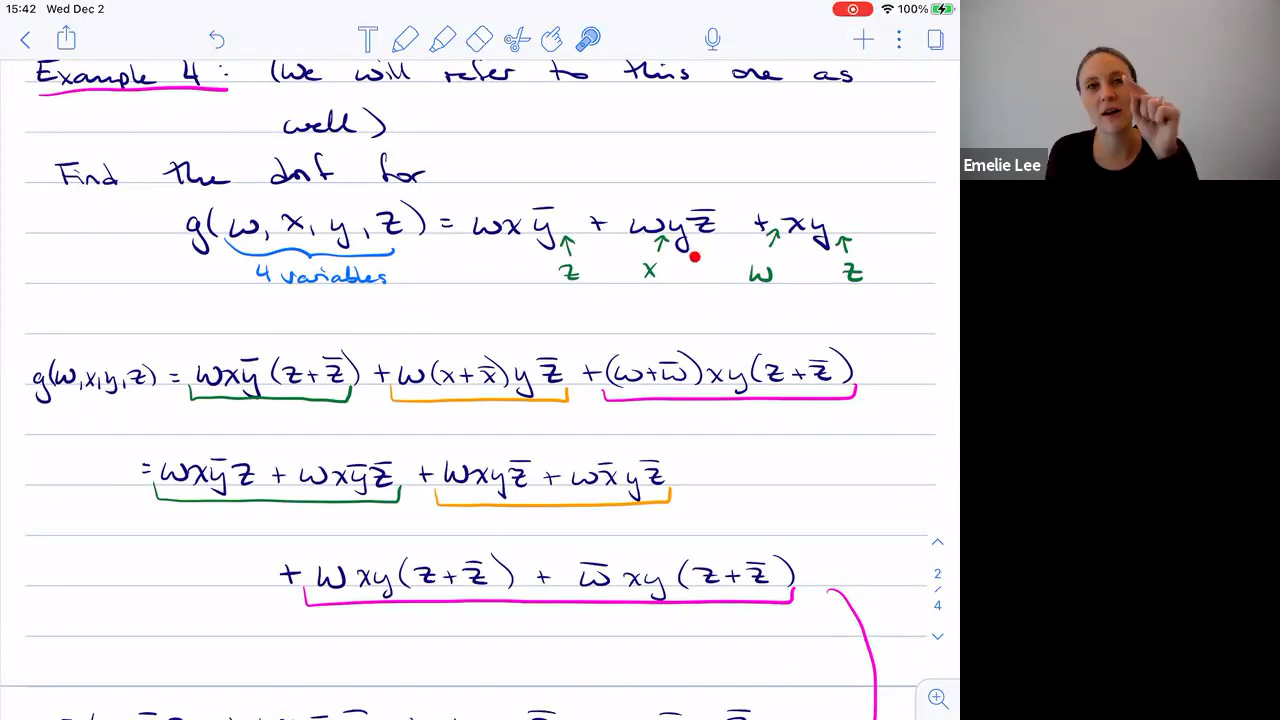 15:42 Wed Dec 2
100%
Example 4: (We will refer to this one as
well)
Find the dnf for
g(w, x, y, z) = wxȳ + wyz̄ + xy
4 variables z x w z
g(w,x,y,z) = wxȳ(z+z̄) + w(x+x̄)yz̄ + (w+w̄)xy(z+z̄)
= wxȳz + wxȳz̄ + wxyz̄ + wx̄yz̄
+ wxy(z+z̄) + w̄xy(z+z̄)
2
/
4
Emelie Lee